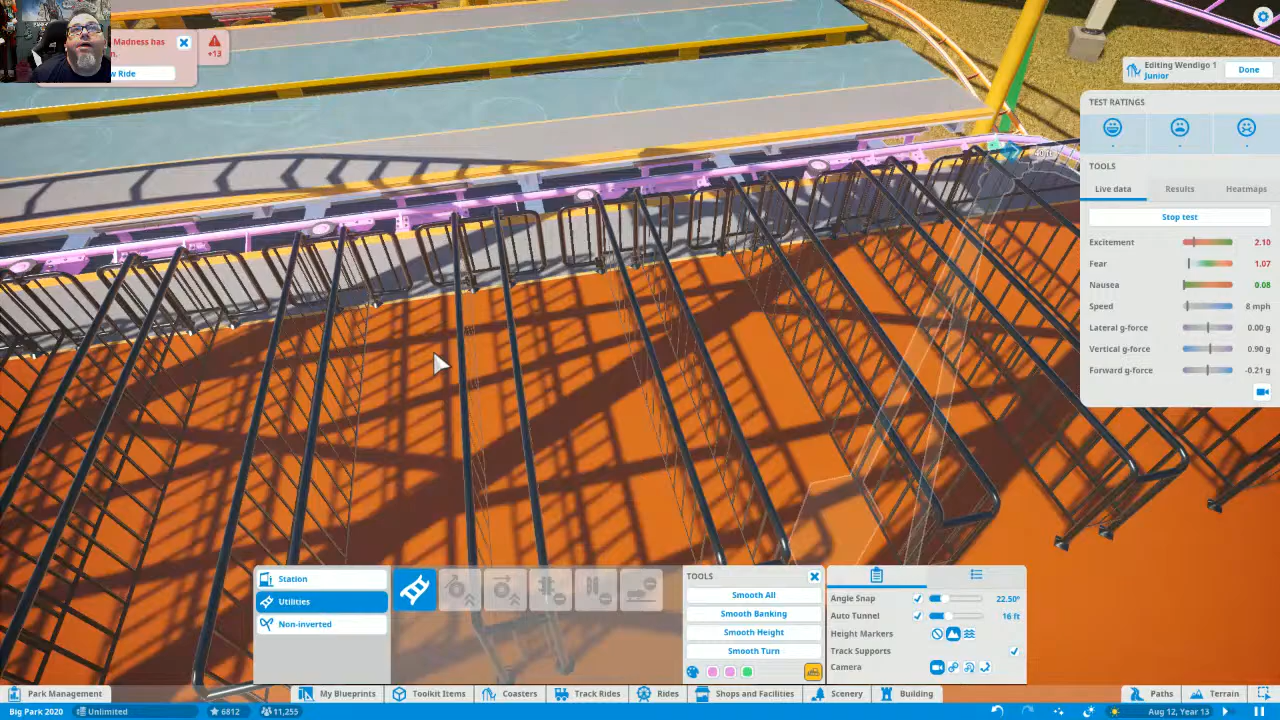 Madness has
n.
w Ride
+13
Editing Wendigo 1
Junior
Done
TEST RATINGS
TOOLS
Live data
Results
Heatmaps
Stop test
Excitement 2.10
Fear 1.07
Nausea 0.08
Speed 8 mph
Lateral g-force 0.00 g
Vertical g-force 0.90 g
Forward g-force -0.21 g
Station
Utilities
Non-inverted
TOOLS
Smooth All
Smooth Banking
Smooth Height
Smooth Turn
Angle Snap 22.50°
Auto Tunnel 16 ft
Height Markers
Track Supports
Camera
Park Management
My Blueprints
Toolkit Items
Coasters
Track Rides
Rides
Shops and Facilities
Scenery
Building
Paths
Terrain
Big Park 2020
Unlimited
6812
11,255
Aug 12, Year 13